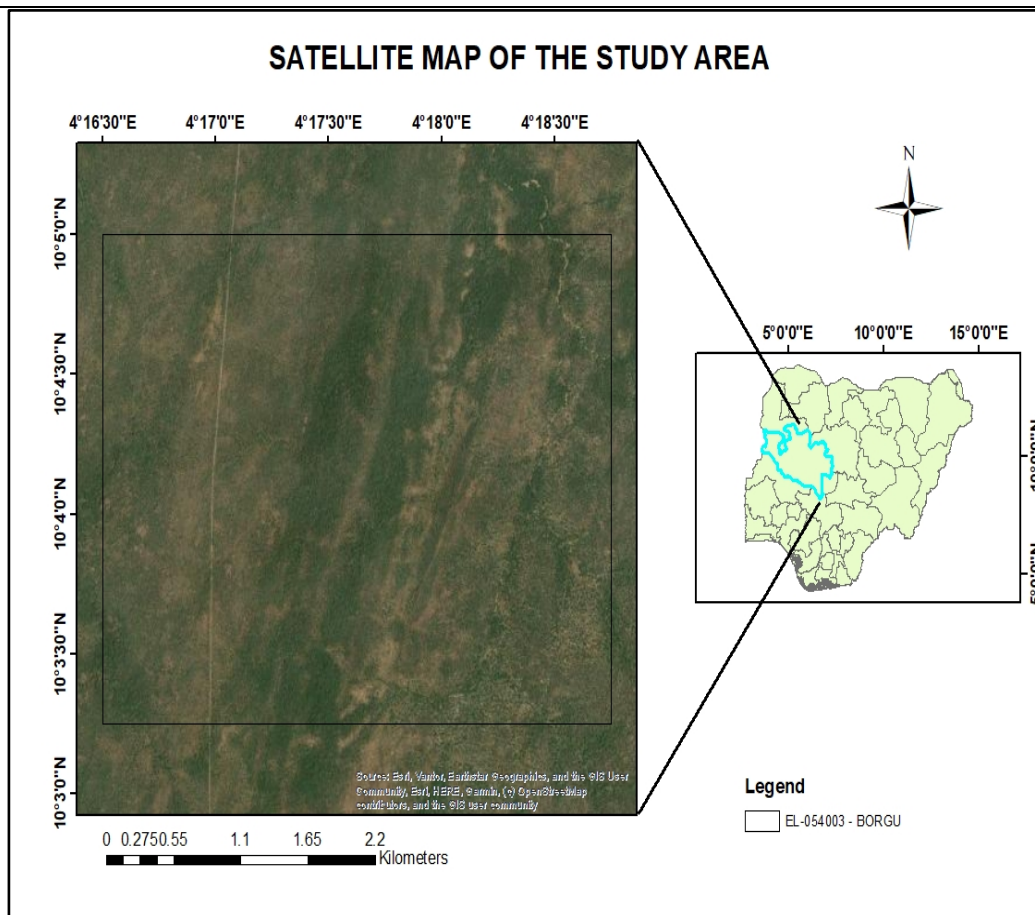 SATELLITE MAP OF THE STUDY AREA
4°16'30"E 4°17'0"E 4°17'30"E 4°18'0"E 4°18'30"E
10°5'0"N
10°4'30"N
10°4'0"N
10°3'30"N
10°3'0"N
Source: Esri, Vantor, Earthstar Geographics, and the GIS User
Community, Esri, HERE, Garmin, (c) OpenStreetMap
contributors, and the GIS user community
0 0.275 0.55 1.1 1.65 2.2
Kilometers
N
5°0'0"E 10°0'0"E 15°0'0"E
Legend
EL-054003 - BORGU